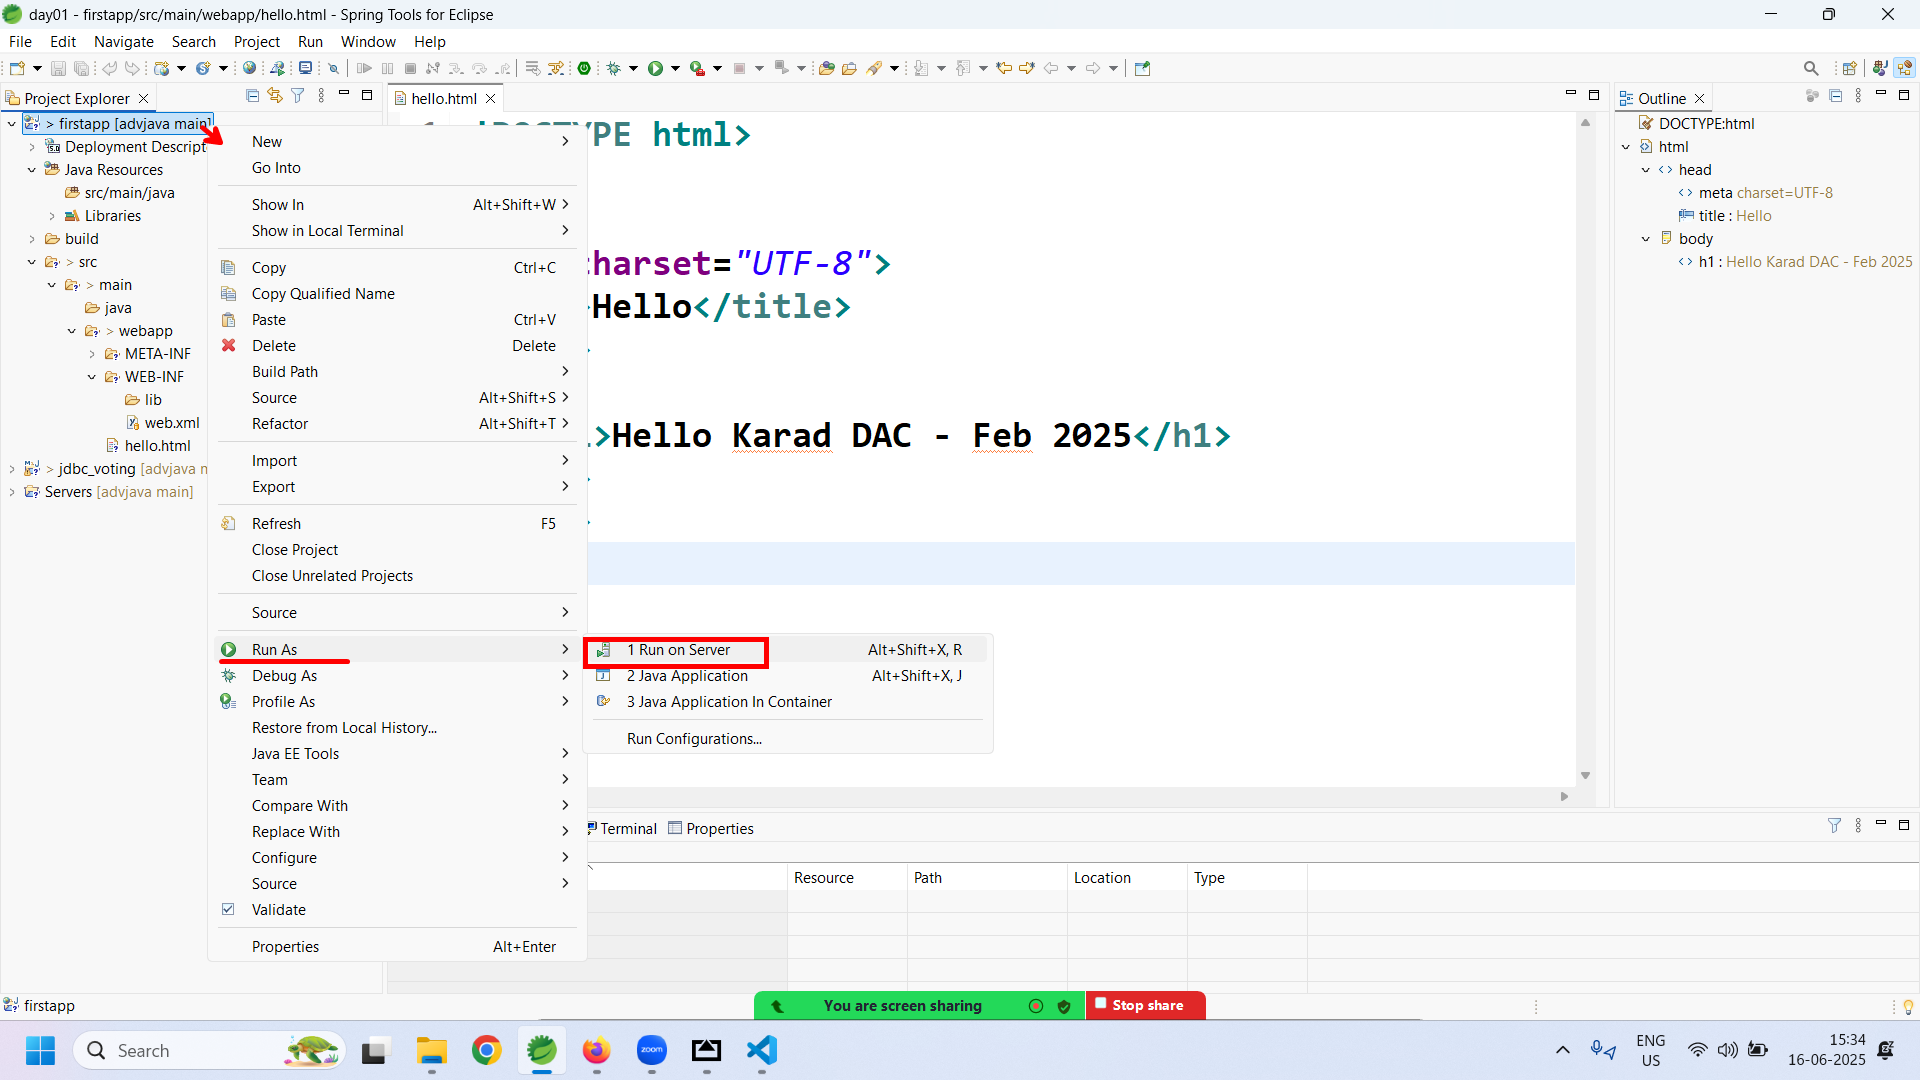 day01 - firstapp/src/main/webapp/hello.html - Spring Tools for Eclipse
File Edit Navigate Search Project Run Window Help
Project Explorer
> firstapp [advjava main]
Deployment Descript
Java Resources
src/main/java
Libraries
build
> src
> main
java
> webapp
META-INF
WEB-INF
lib
web.xml
hello.html
> jdbc_voting [advjava m
Servers [advjava main]
New
Go Into
Show In Alt+Shift+W
Show in Local Terminal
Copy Ctrl+C
Copy Qualified Name
Paste Ctrl+V
Delete Delete
Build Path
Source Alt+Shift+S
Refactor Alt+Shift+T
Import
Export
Refresh F5
Close Project
Close Unrelated Projects
Source
Run As
Debug As
Profile As
Restore from Local History...
Java EE Tools
Team
Compare With
Replace With
Configure
Source
Validate
Properties Alt+Enter
1 Run on Server Alt+Shift+X, R
2 Java Application Alt+Shift+X, J
3 Java Application In Container
Run Configurations...
hello.html
html>
charset="UTF-8">
>Hello</title>
>Hello Karad DAC - Feb 2025</h1>
Outline
DOCTYPE:html
html
head
meta charset=UTF-8
title : Hello
body
h1 : Hello Karad DAC - Feb 2025
Terminal Properties
Resource Path Location Type
firstapp
You are screen sharing Stop share
Search
zoom
ENG
US
15:34
16-06-2025